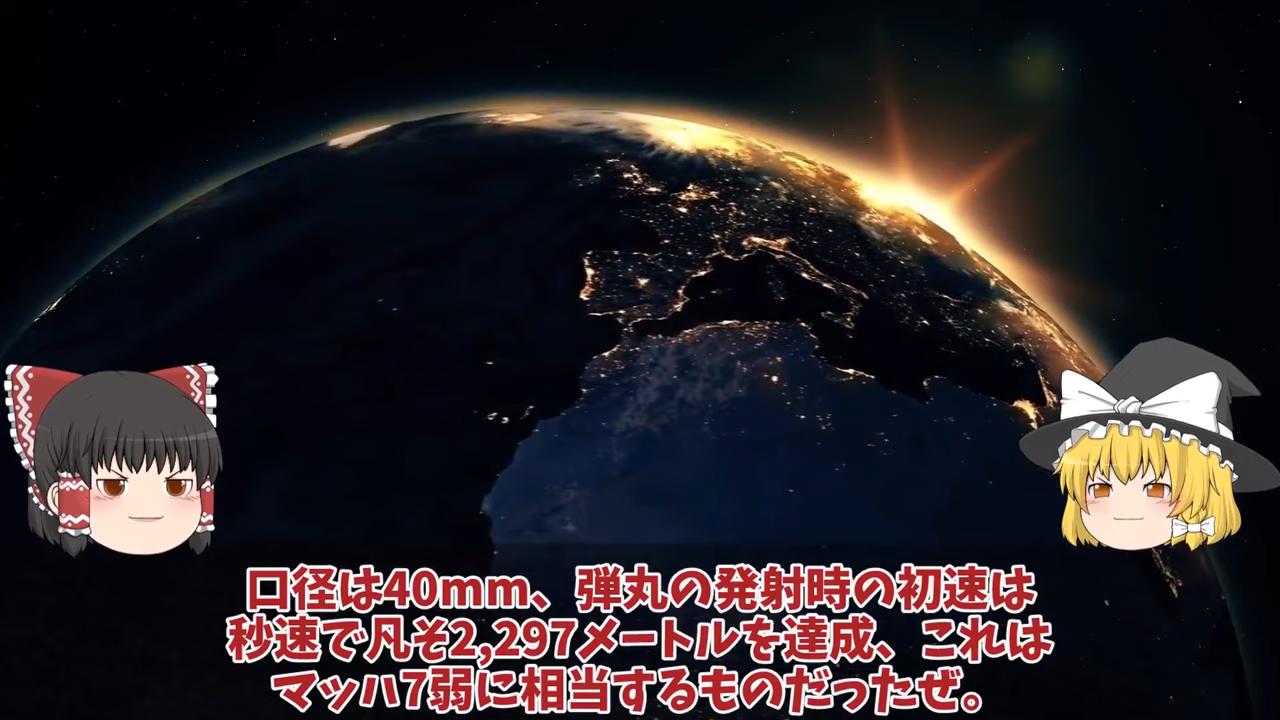 口径は40mm、弾丸の発射時の初速は
秒速で凡そ2,297メートルを達成、これは
マッハ7弱に相当するものだったぜ。